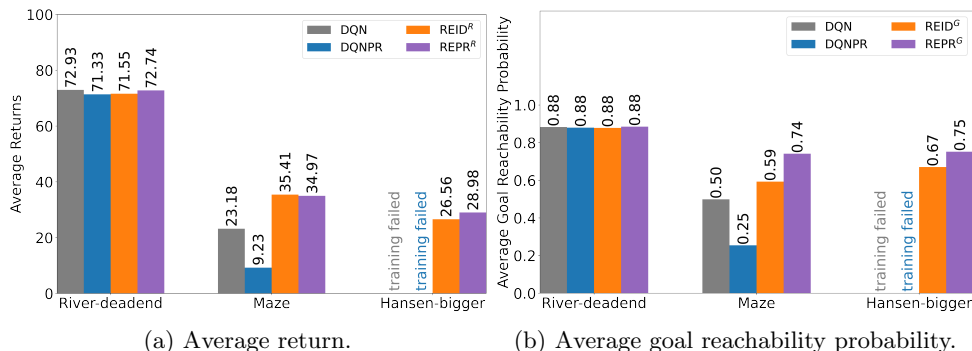 100
80
60
40
20
0
Average Returns
DQN
DQNPR
REID^R
REPR^R
72.93
71.33
71.55
72.74
23.18
9.23
35.41
34.97
training failed
training failed
26.56
28.98
River-deadend
Maze
Hansen-bigger
(a) Average return.
1.0
0.8
0.6
0.4
0.2
0.0
Average Goal Reachability Probability
DQN
DQNPR
REID^G
REPR^G
0.88
0.88
0.88
0.88
0.50
0.25
0.59
0.74
training failed
training failed
0.67
0.75
River-deadend
Maze
Hansen-bigger
(b) Average goal reachability probability.